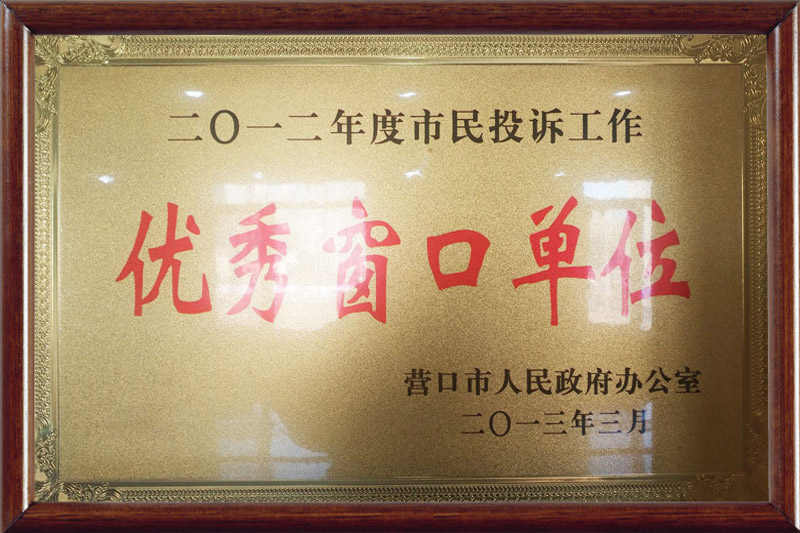 二〇一二年度市民投诉工作
优秀窗口单位
营口市人民政府办公室
二〇一三年三月